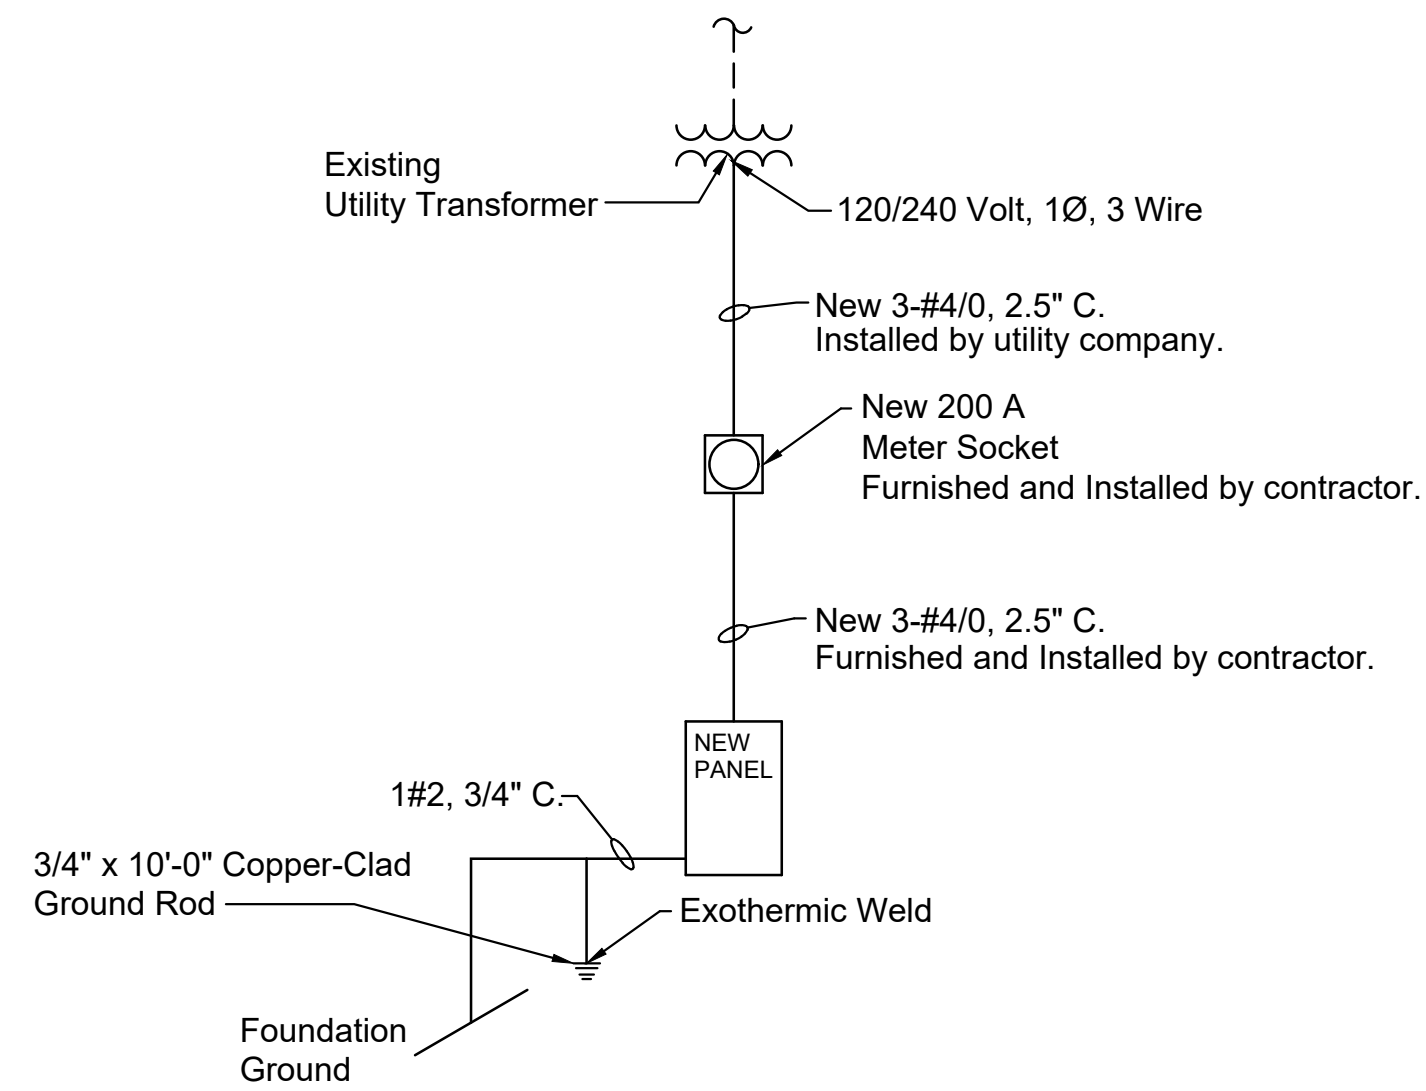 Existing
Utility Transformer
120/240 Volt, 1Ø, 3 Wire
New 3-#4/0, 2.5" C.
Installed by utility company.
New 200 A
Meter Socket
Furnished and Installed by contractor.
New 3-#4/0, 2.5" C.
Furnished and Installed by contractor.
NEW
PANEL
1#2, 3/4" C.
3/4" x 10'-0" Copper-Clad
Ground Rod
Exothermic Weld
Foundation
Ground